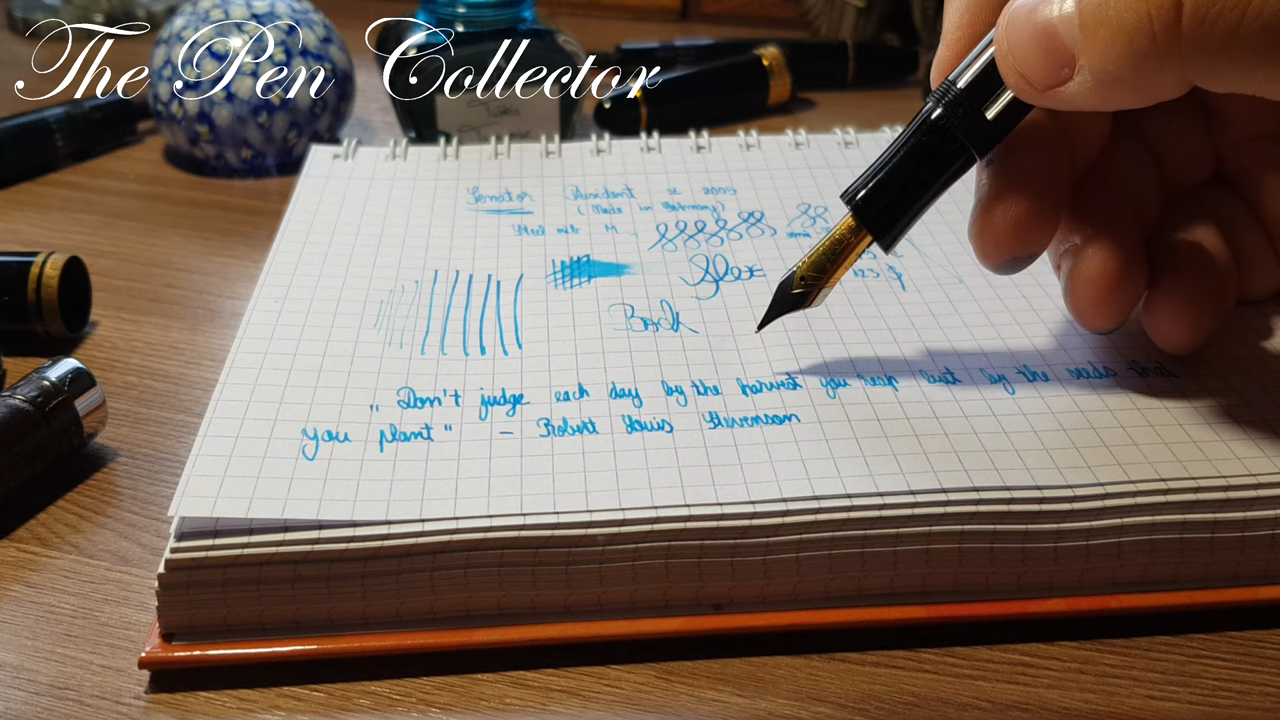 The Pen Collector
Senator President ~ 2005
(Made in Germany)
Steel nib M -
Alex
Back
123 $
„ Don't judge each day by the harvest you reap but by the seeds that
you plant " - Robert Louis Stevenson